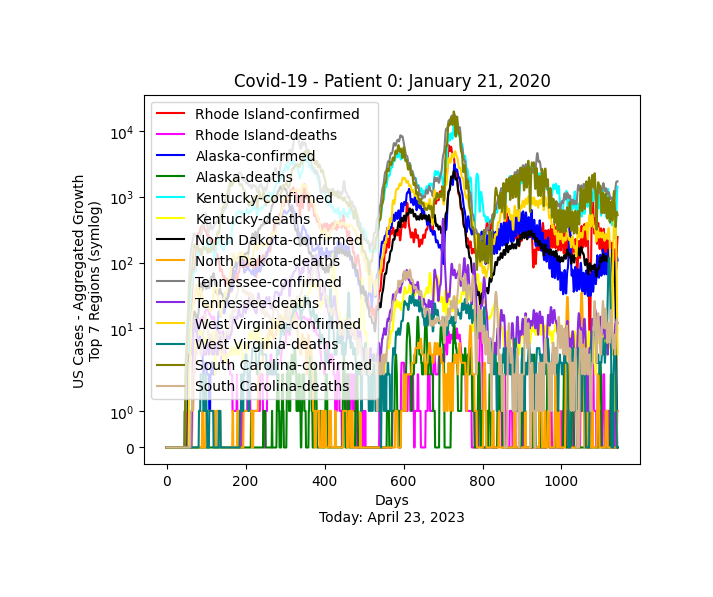 Covid-19 - Patient 0: January 21, 2020
US Cases - Aggregated Growth
Top 7 Regions (symlog)
10^4
10^3
10^2
10^1
10^0
0
Rhode Island-confirmed
Rhode Island-deaths
Alaska-confirmed
Alaska-deaths
Kentucky-confirmed
Kentucky-deaths
North Dakota-confirmed
North Dakota-deaths
Tennessee-confirmed
Tennessee-deaths
West Virginia-confirmed
West Virginia-deaths
South Carolina-confirmed
South Carolina-deaths
0 200 400 600 800 1000
Days
Today: April 23, 2023